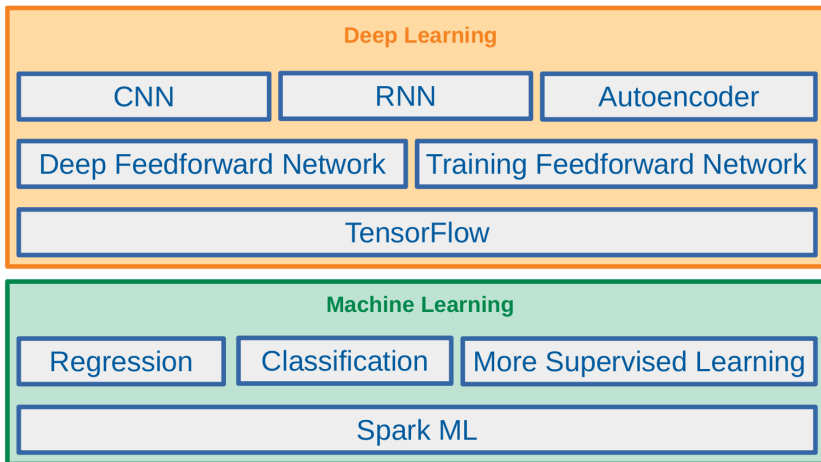 Deep Learning
CNN RNN Autoencoder
Deep Feedforward Network Training Feedforward Network
TensorFlow
Machine Learning
Regression Classification More Supervised Learning
Spark ML